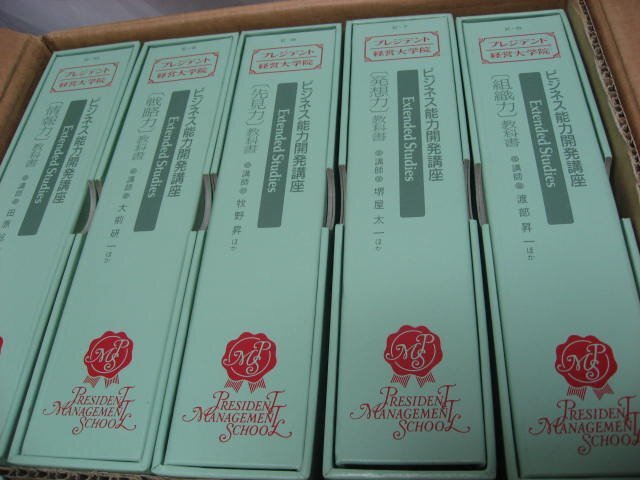 プレジデント
経営大学院
ビジネス能力開発講座
Extended Studies
〔情報力〕教科書
講師 田原
MPS
PRESIDENT
MANAGEMENT
SCHOOL
プレジデント
経営大学院
ビジネス能力開発講座
Extended Studies
〔戦略力〕教科書
講師 大前研一ほか
MPS
PRESIDENT
MANAGEMENT
SCHOOL
プレジデント
経営大学院
ビジネス能力開発講座
Extended Studies
〔先見力〕教科書
講師 牧野昇ほか
MPS
PRESIDENT
MANAGEMENT
SCHOOL
E-7
プレジデント
経営大学院
ビジネス能力開発講座
Extended Studies
〔発想力〕教科書
講師 堺屋太一ほか
MPS
PRESIDENT
MANAGEMENT
SCHOOL
プレジデント
経営大学院
ビジネス能力開発講座
Extended Studies
〔組織力〕教科書
講師 渡部昇一ほか
MPS
PRESIDENT
MANAGEMENT
SCHOOL